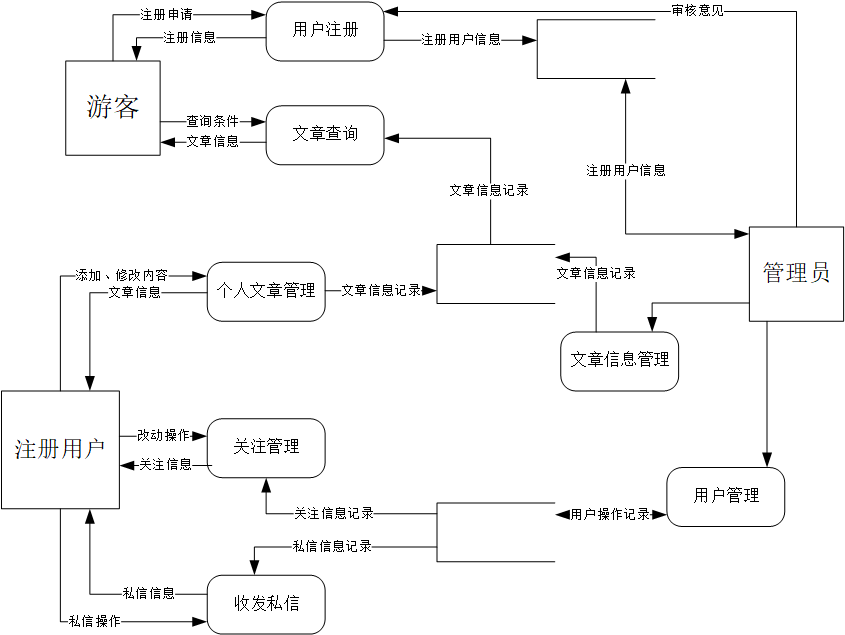 审核意见
注册申请
用户注册
注册信息
注册用户信息
游客
查询条件
文章查询
文章信息
注册用户信息
文章信息记录
管理员
添加、修改内容
文章信息记录
个人文章管理
文章信息记录
文章信息
文章信息管理
改动操作
关注管理
注册用户
关注信息
用户管理
关注信息记录
用户操作记录
私信信息记录
私信信息
收发私信
私信操作